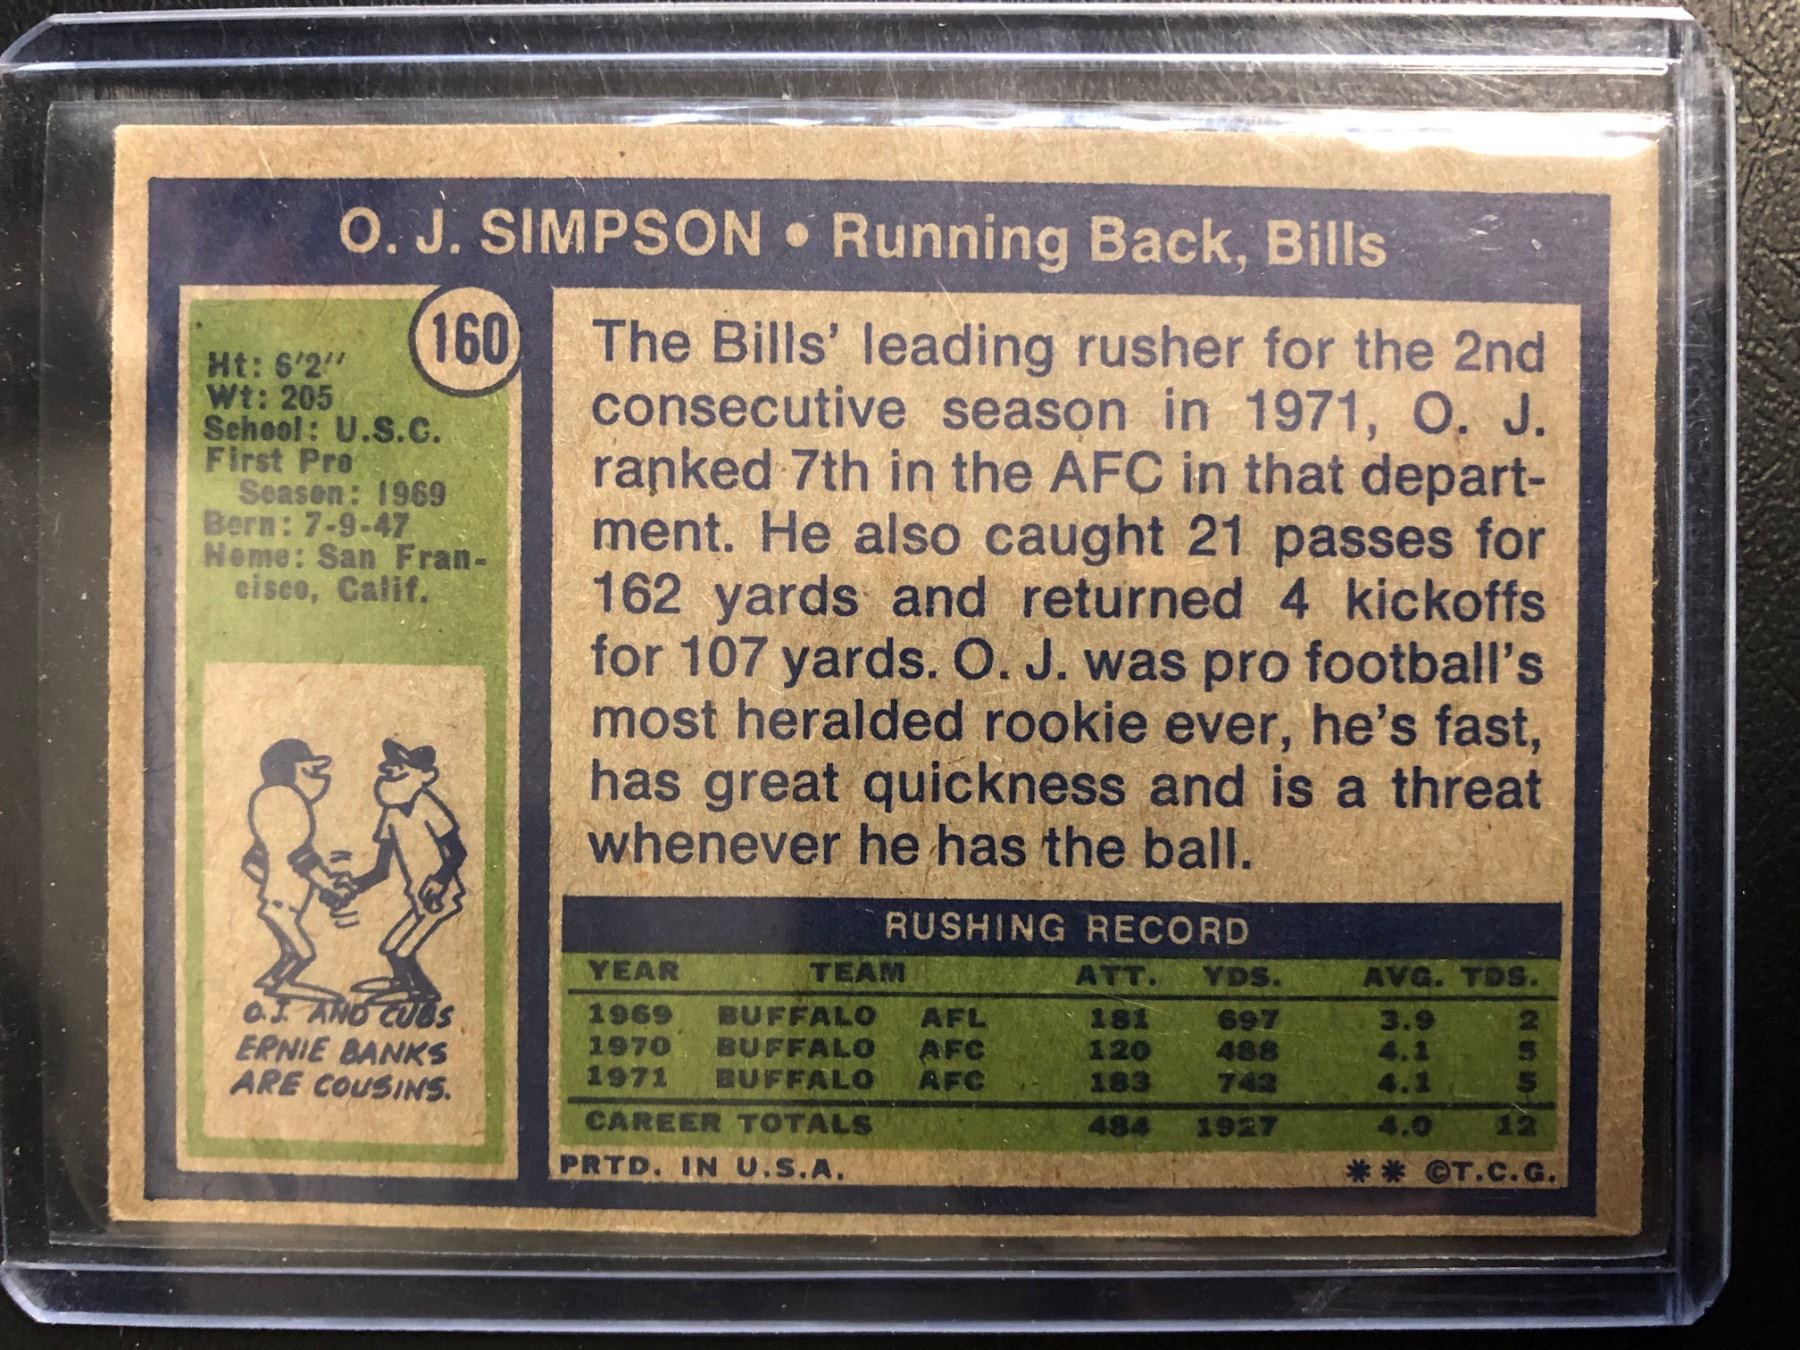 O. J. SIMPSON • Running Back, Bills
160
Ht: 6'2"
Wt: 205
School: U.S.C.
First Pro
Season: 1969
Born: 7-9-47
Home: San Fran-
cisco, Calif.
O.J. AND CUBS
ERNIE BANKS
ARE COUSINS.
The Bills' leading rusher for the 2nd
consecutive season in 1971, O. J.
ranked 7th in the AFC in that depart-
ment. He also caught 21 passes for
162 yards and returned 4 kickoffs
for 107 yards. O. J. was pro football's
most heralded rookie ever, he's fast,
has great quickness and is a threat
whenever he has the ball.
RUSHING RECORD
YEAR TEAM ATT. YDS. AVG. TDS.
1969 BUFFALO AFL 181 697 3.9 2
1970 BUFFALO AFC 120 488 4.1 5
1971 BUFFALO AFC 183 742 4.1 5
CAREER TOTALS 484 1927 4.0 12
PRTD. IN U.S.A. ** ©T.C.G.